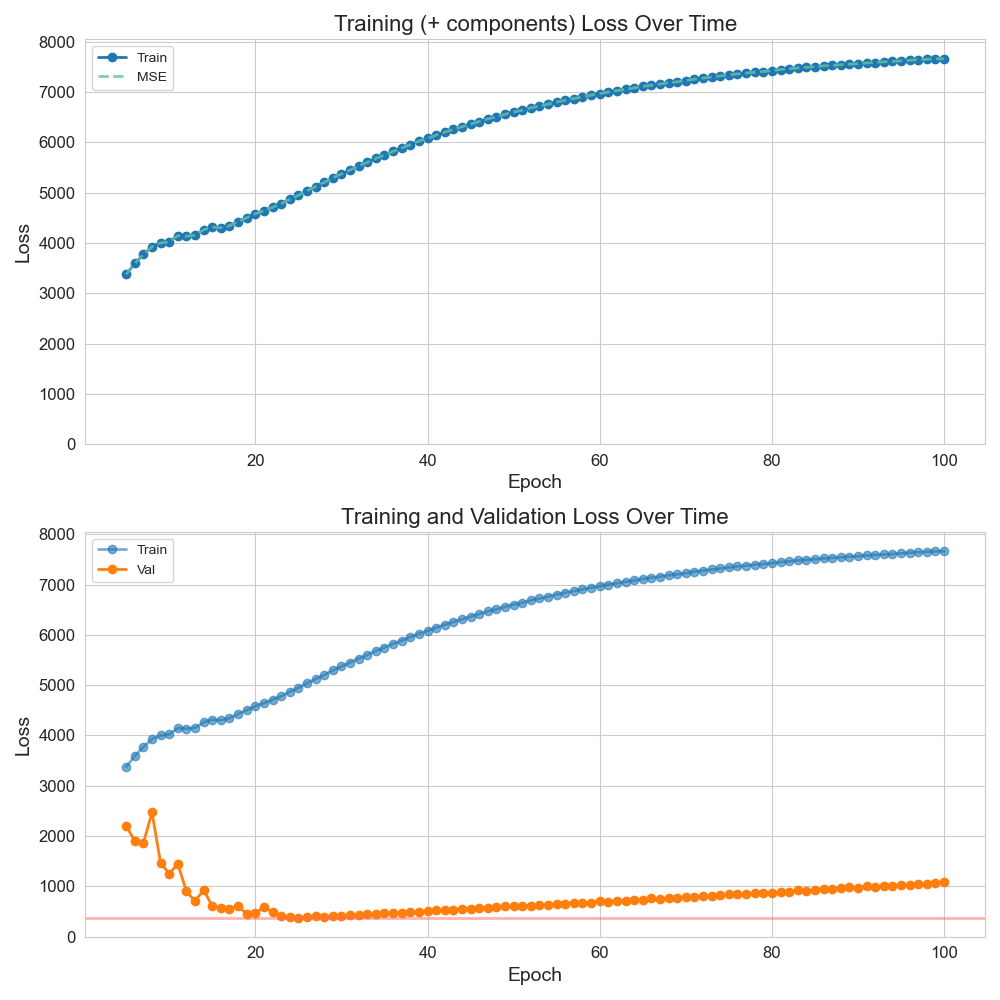 Training (+ components) Loss Over Time
8000
7000
6000
5000
4000
3000
2000
1000
0
Loss
Train
MSE
20 40 60 80 100
Epoch
Training and Validation Loss Over Time
8000
7000
6000
5000
4000
3000
2000
1000
0
Loss
Train
Val
20 40 60 80 100
Epoch